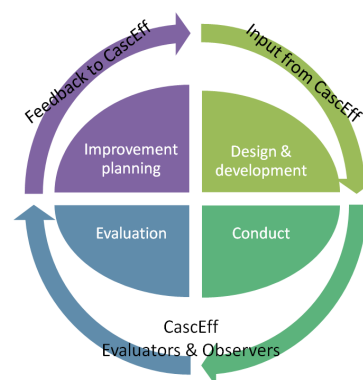 Feedback to CascEff
Input from CascEff
Improvement
planning
Design &
development
Evaluation
Conduct
CascEff
Evaluators & Observers